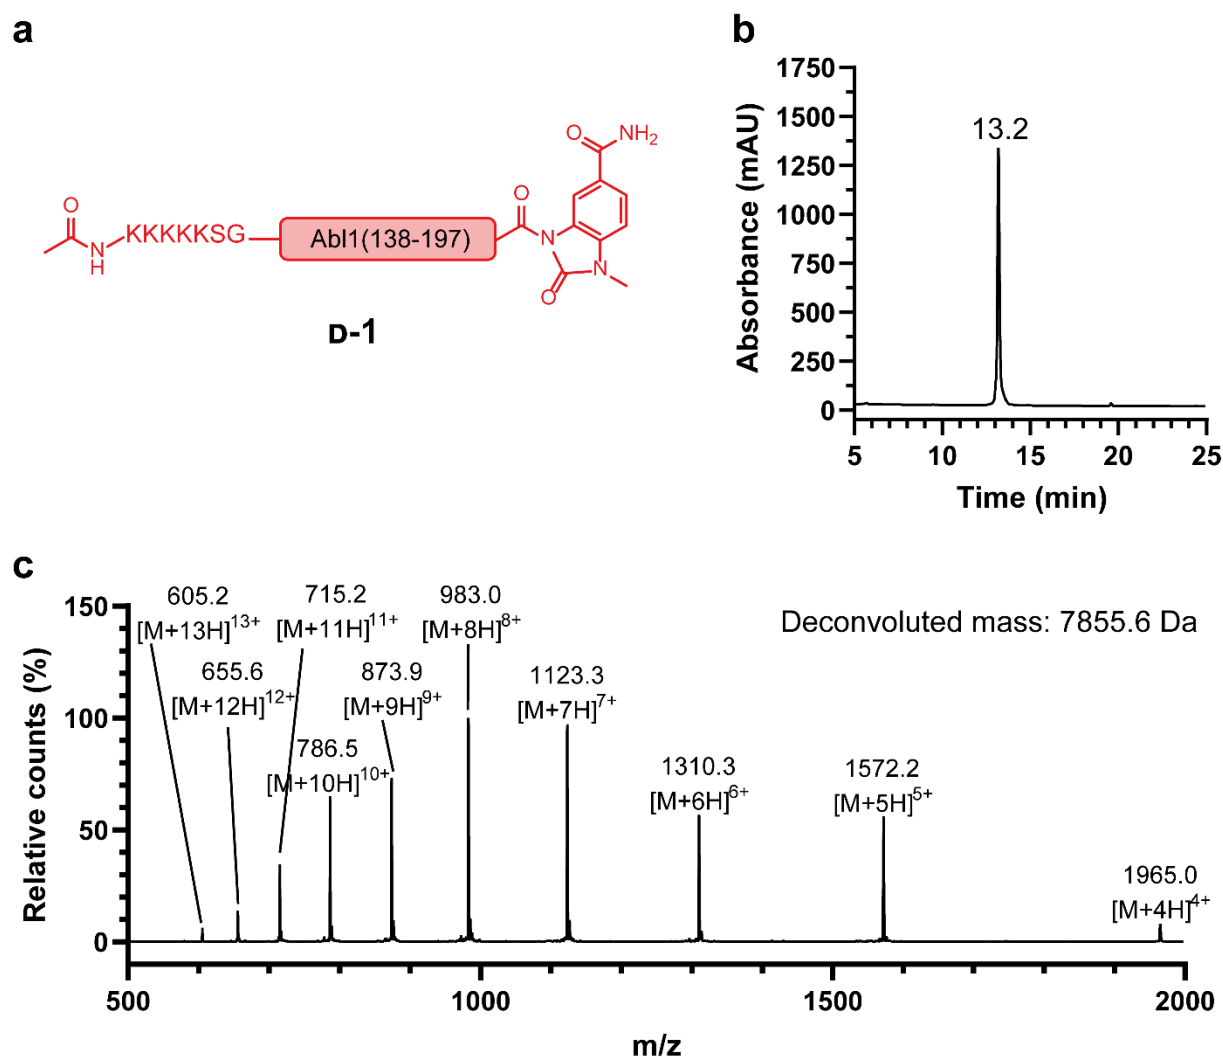 a
O
N
H
KKKKKSG
Abl1(138-197)
O
O
NH₂
N
N
O
D-1
b
Absorbance (mAU)
1750
1500
1250
1000
750
500
250
0
13.2
5 10 15 20 25
Time (min)
c
Relative counts (%)
150
100
50
0
605.2
[M+13H]¹³⁺
655.6
[M+12H]¹²⁺
715.2
[M+11H]¹¹⁺
786.5
[M+10H]¹⁰⁺
873.9
[M+9H]⁹⁺
983.0
[M+8H]⁸⁺
1123.3
[M+7H]⁷⁺
1310.3
[M+6H]⁶⁺
1572.2
[M+5H]⁵⁺
1965.0
[M+4H]⁴⁺
Deconvoluted mass: 7855.6 Da
500 1000 1500 2000
m/z